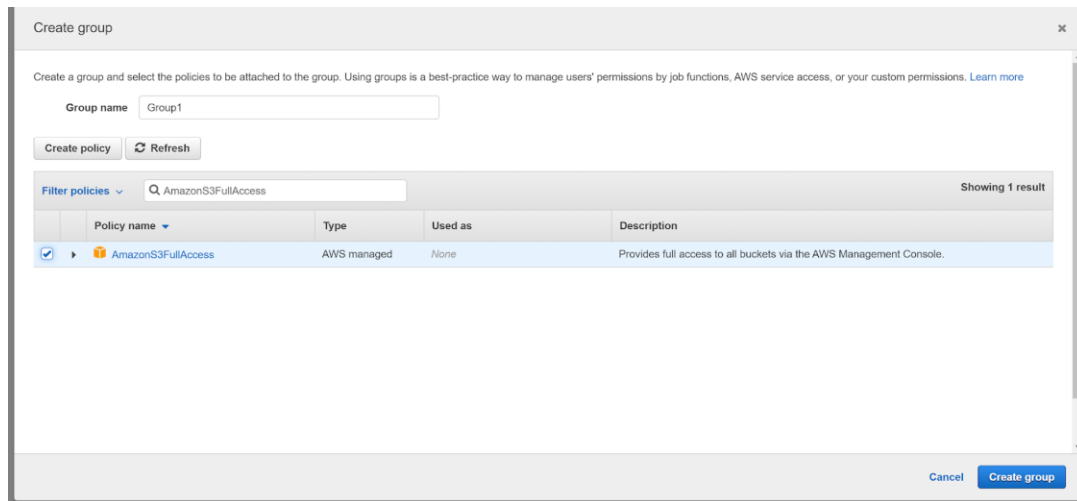 Create group
Create a group and select the policies to be attached to the group. Using groups is a best-practice way to manage users' permissions by job functions, AWS service access, or your custom permissions. Learn more
Group name Group1
Create policy Refresh
Filter policies AmazonS3FullAccess Showing 1 result
Policy name Type Used as Description
AmazonS3FullAccess AWS managed None Provides full access to all buckets via the AWS Management Console.
Cancel Create group